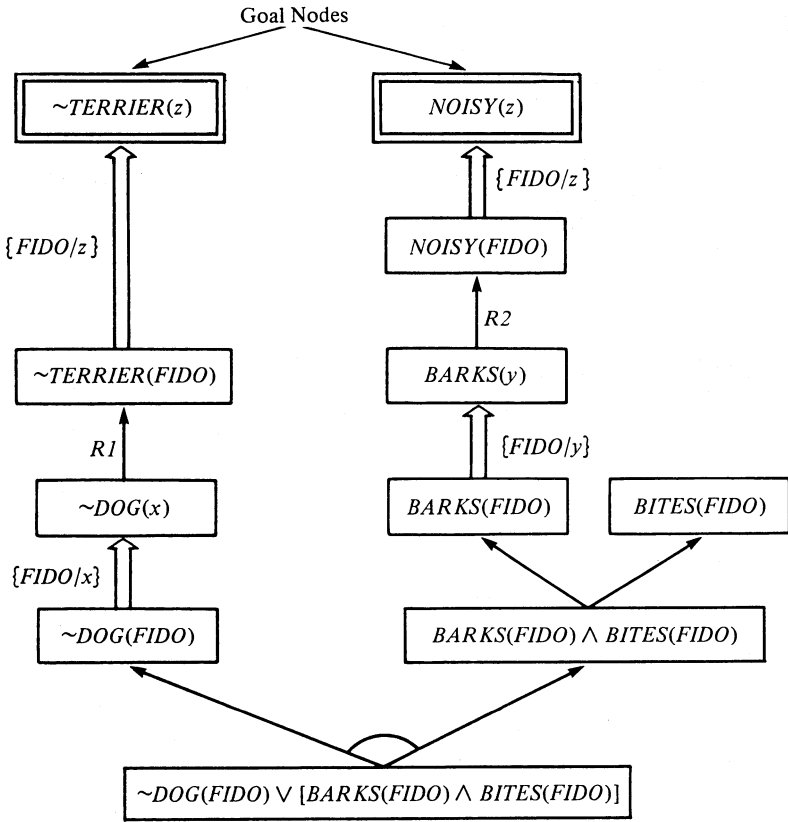 Goal Nodes
~TERRIER(z)
NOISY(z)
{FIDO/z}
NOISY(FIDO)
{FIDO/z}
R2
~TERRIER(FIDO)
BARKS(y)
R1
{FIDO/y}
~DOG(x)
BARKS(FIDO)
BITES(FIDO)
{FIDO/x}
~DOG(FIDO)
BARKS(FIDO) ∧ BITES(FIDO)
~DOG(FIDO) ∨ [BARKS(FIDO) ∧ BITES(FIDO)]